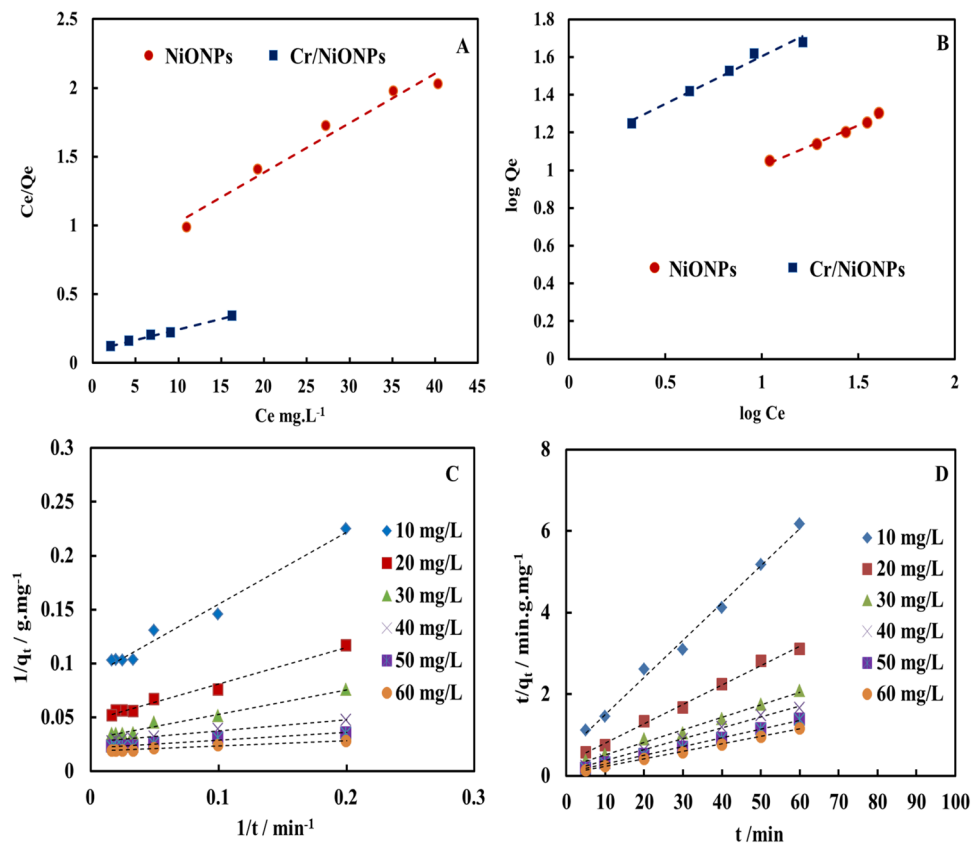 A
NiONPs
Cr/NiONPs
Ce/Qe
2.5
2
1.5
1
0.5
0
0
5
10
15
20
25
30
35
40
45
Ce mg.L⁻¹
B
log Qe
1.8
1.6
1.4
1.2
1
0.8
0.6
0.4
0.2
0
NiONPs
Cr/NiONPs
0
0.5
1
1.5
2
log Ce
C
1/qₜ / g.mg⁻¹
0.3
0.25
0.2
0.15
0.1
0.05
0
10 mg/L
20 mg/L
30 mg/L
40 mg/L
50 mg/L
60 mg/L
0
0.1
0.2
0.3
1/t / min⁻¹
D
t/qₜ / min.g.mg⁻¹
8
6
4
2
0
10 mg/L
20 mg/L
30 mg/L
40 mg/L
50 mg/L
60 mg/L
0
10
20
30
40
50
60
70
80
90
100
t /min